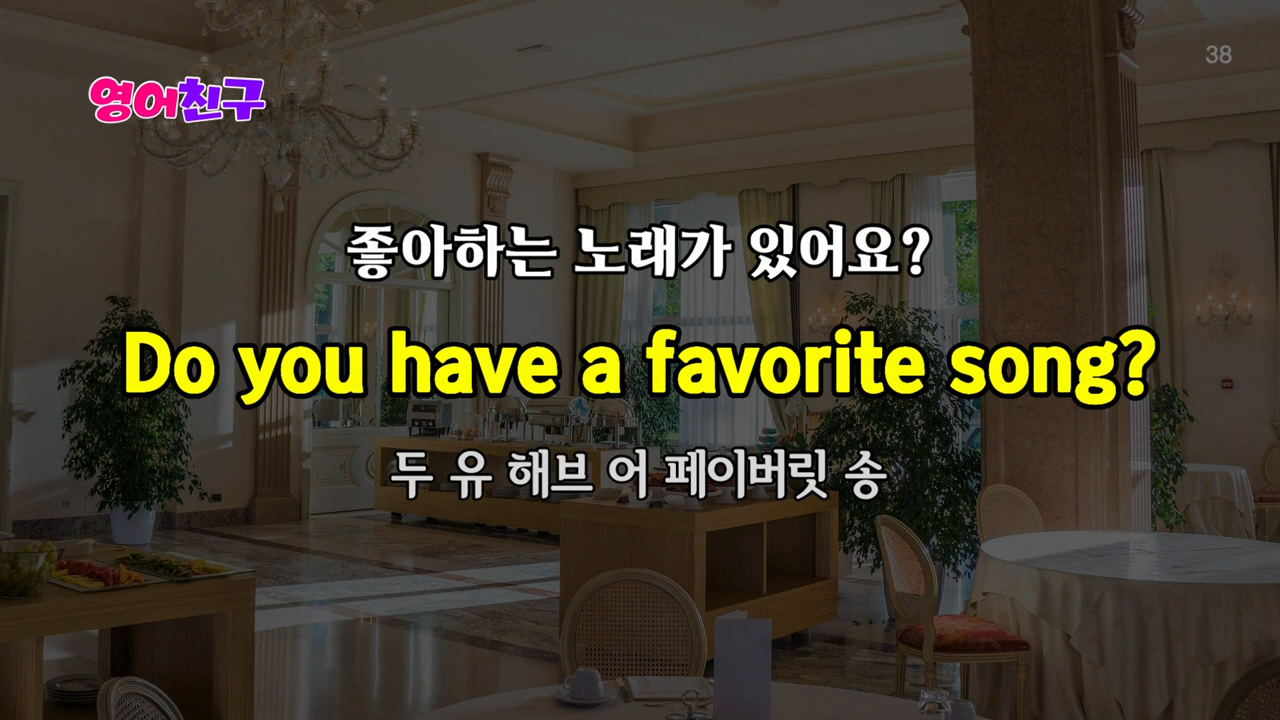 38
영어친구
좋아하는 노래가 있어요?
Do you have a favorite song?
두 유 해브 어 페이버릿 송